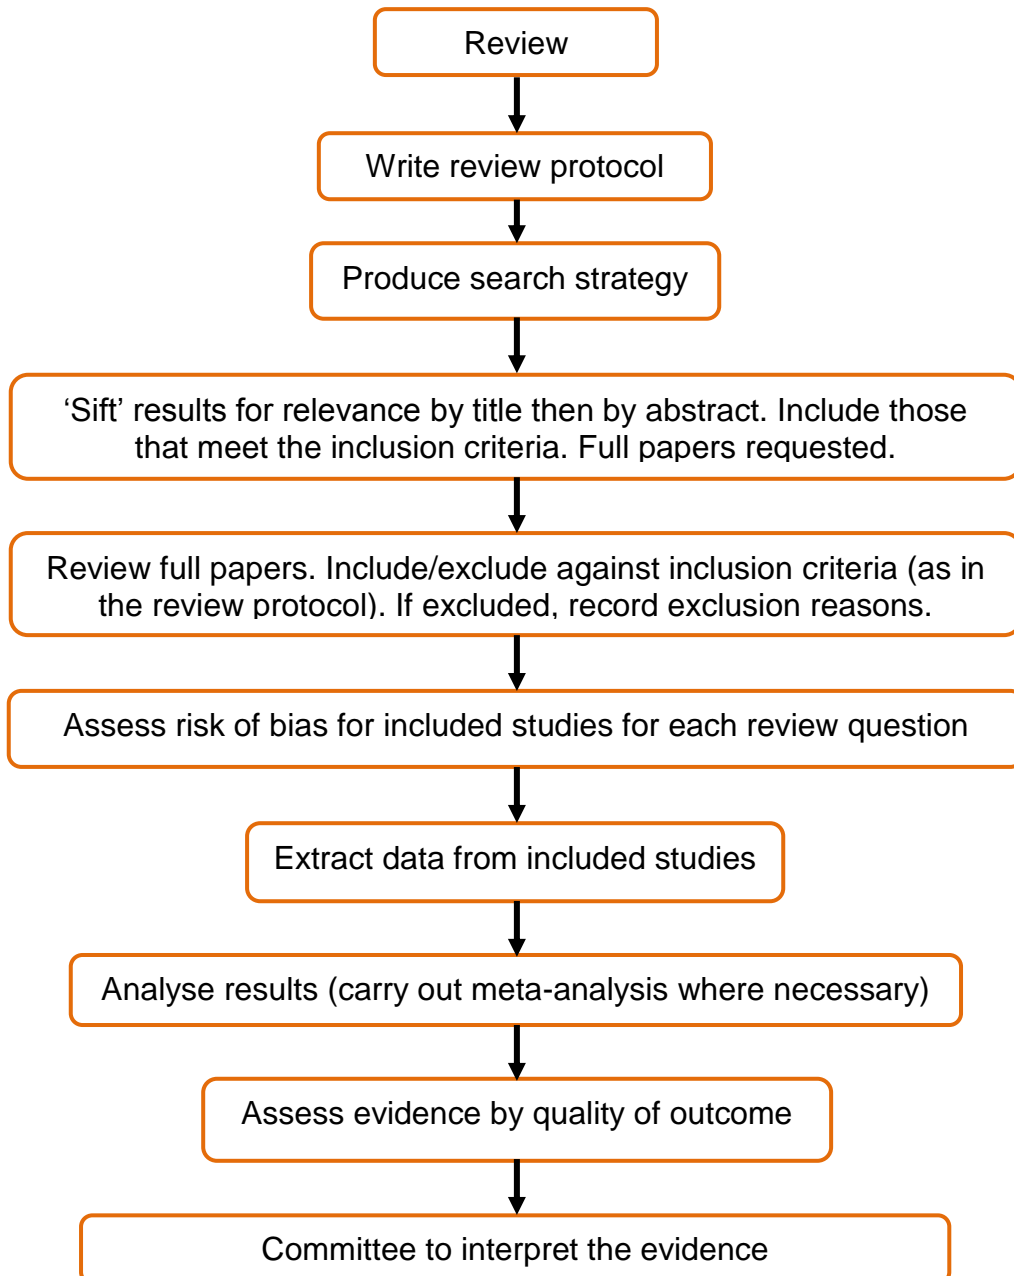 Review
Write review protocol
Produce search strategy
‘Sift’ results for relevance by title then by abstract. Include those
that meet the inclusion criteria. Full papers requested.
Review full papers. Include/exclude against inclusion criteria (as in
the review protocol). If excluded, record exclusion reasons.
Assess risk of bias for included studies for each review question
Extract data from included studies
Analyse results (carry out meta-analysis where necessary)
Assess evidence by quality of outcome
Committee to interpret the evidence